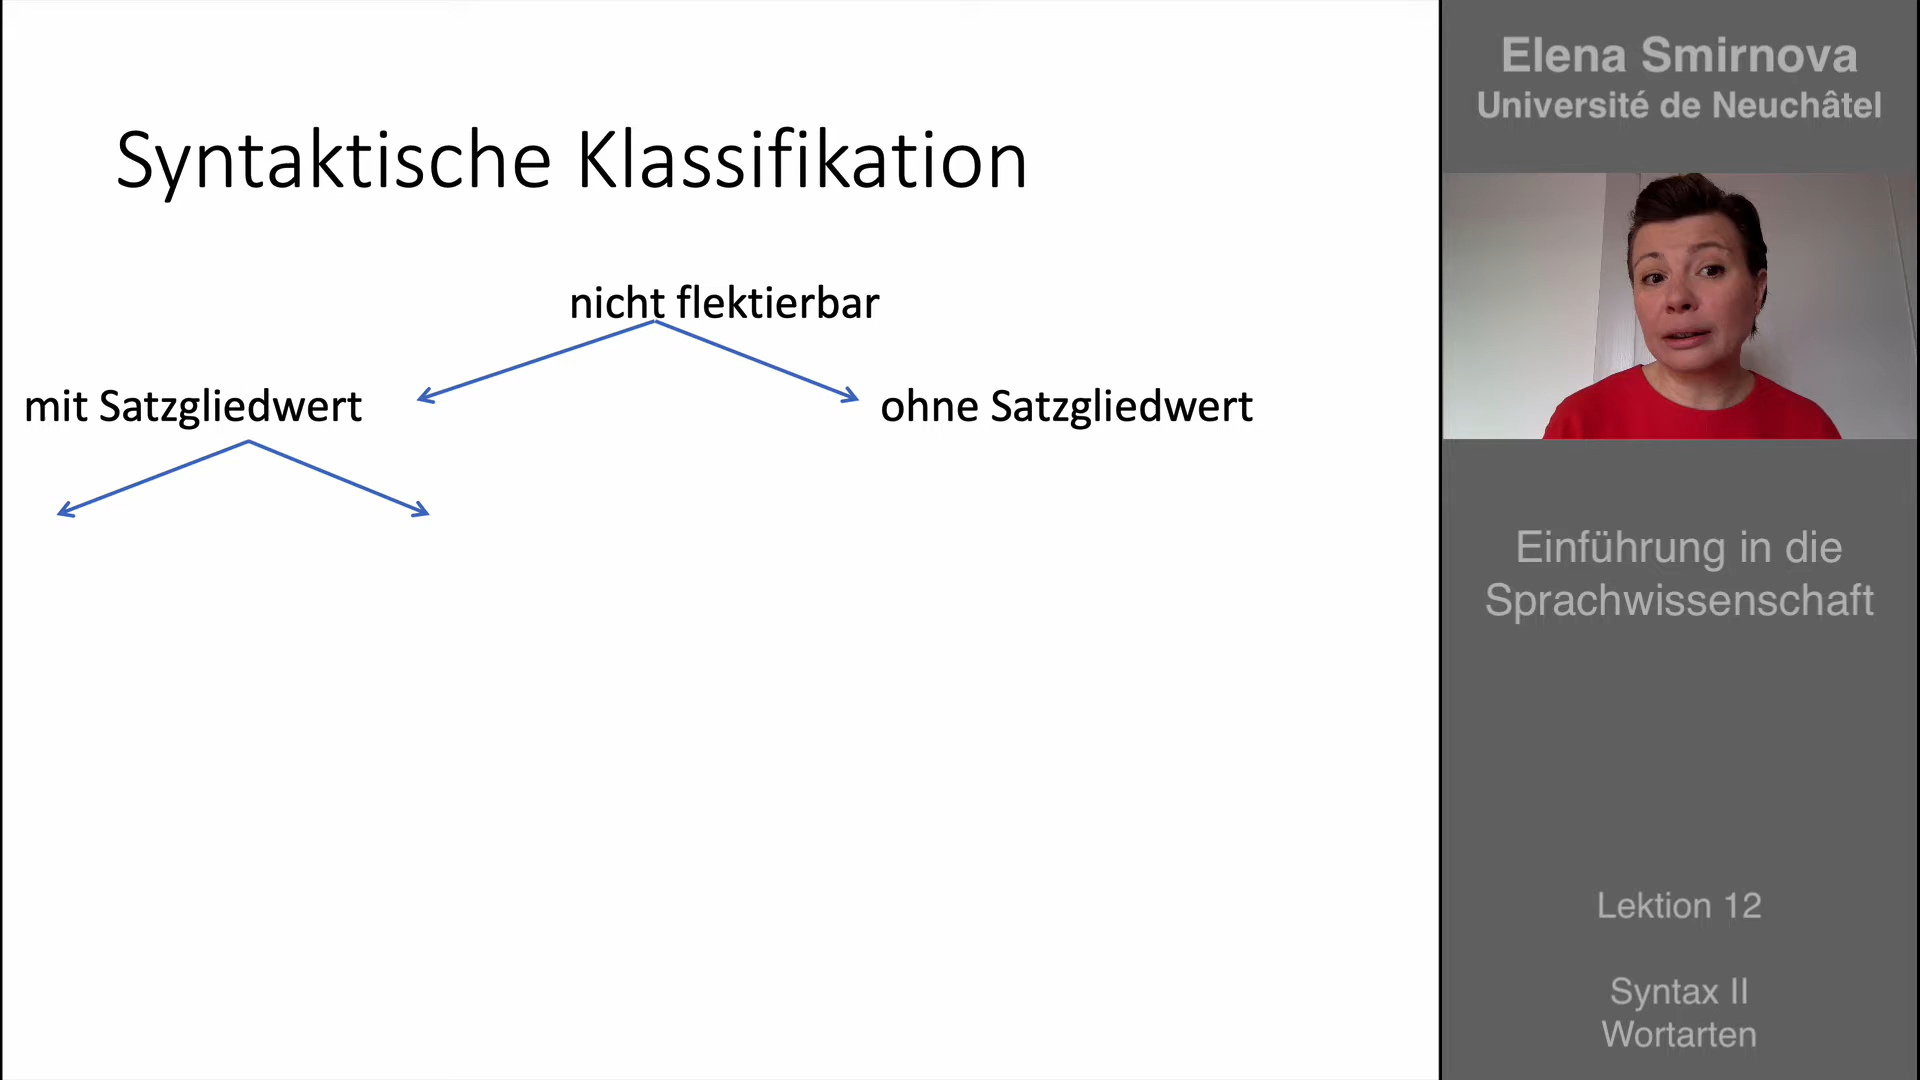 Syntaktische Klassifikation
nicht flektierbar
mit Satzgliedwert
ohne Satzgliedwert
Elena Smirnova
Université de Neuchâtel
Einführung in die
Sprachwissenschaft
Lektion 12
Syntax II
Wortarten